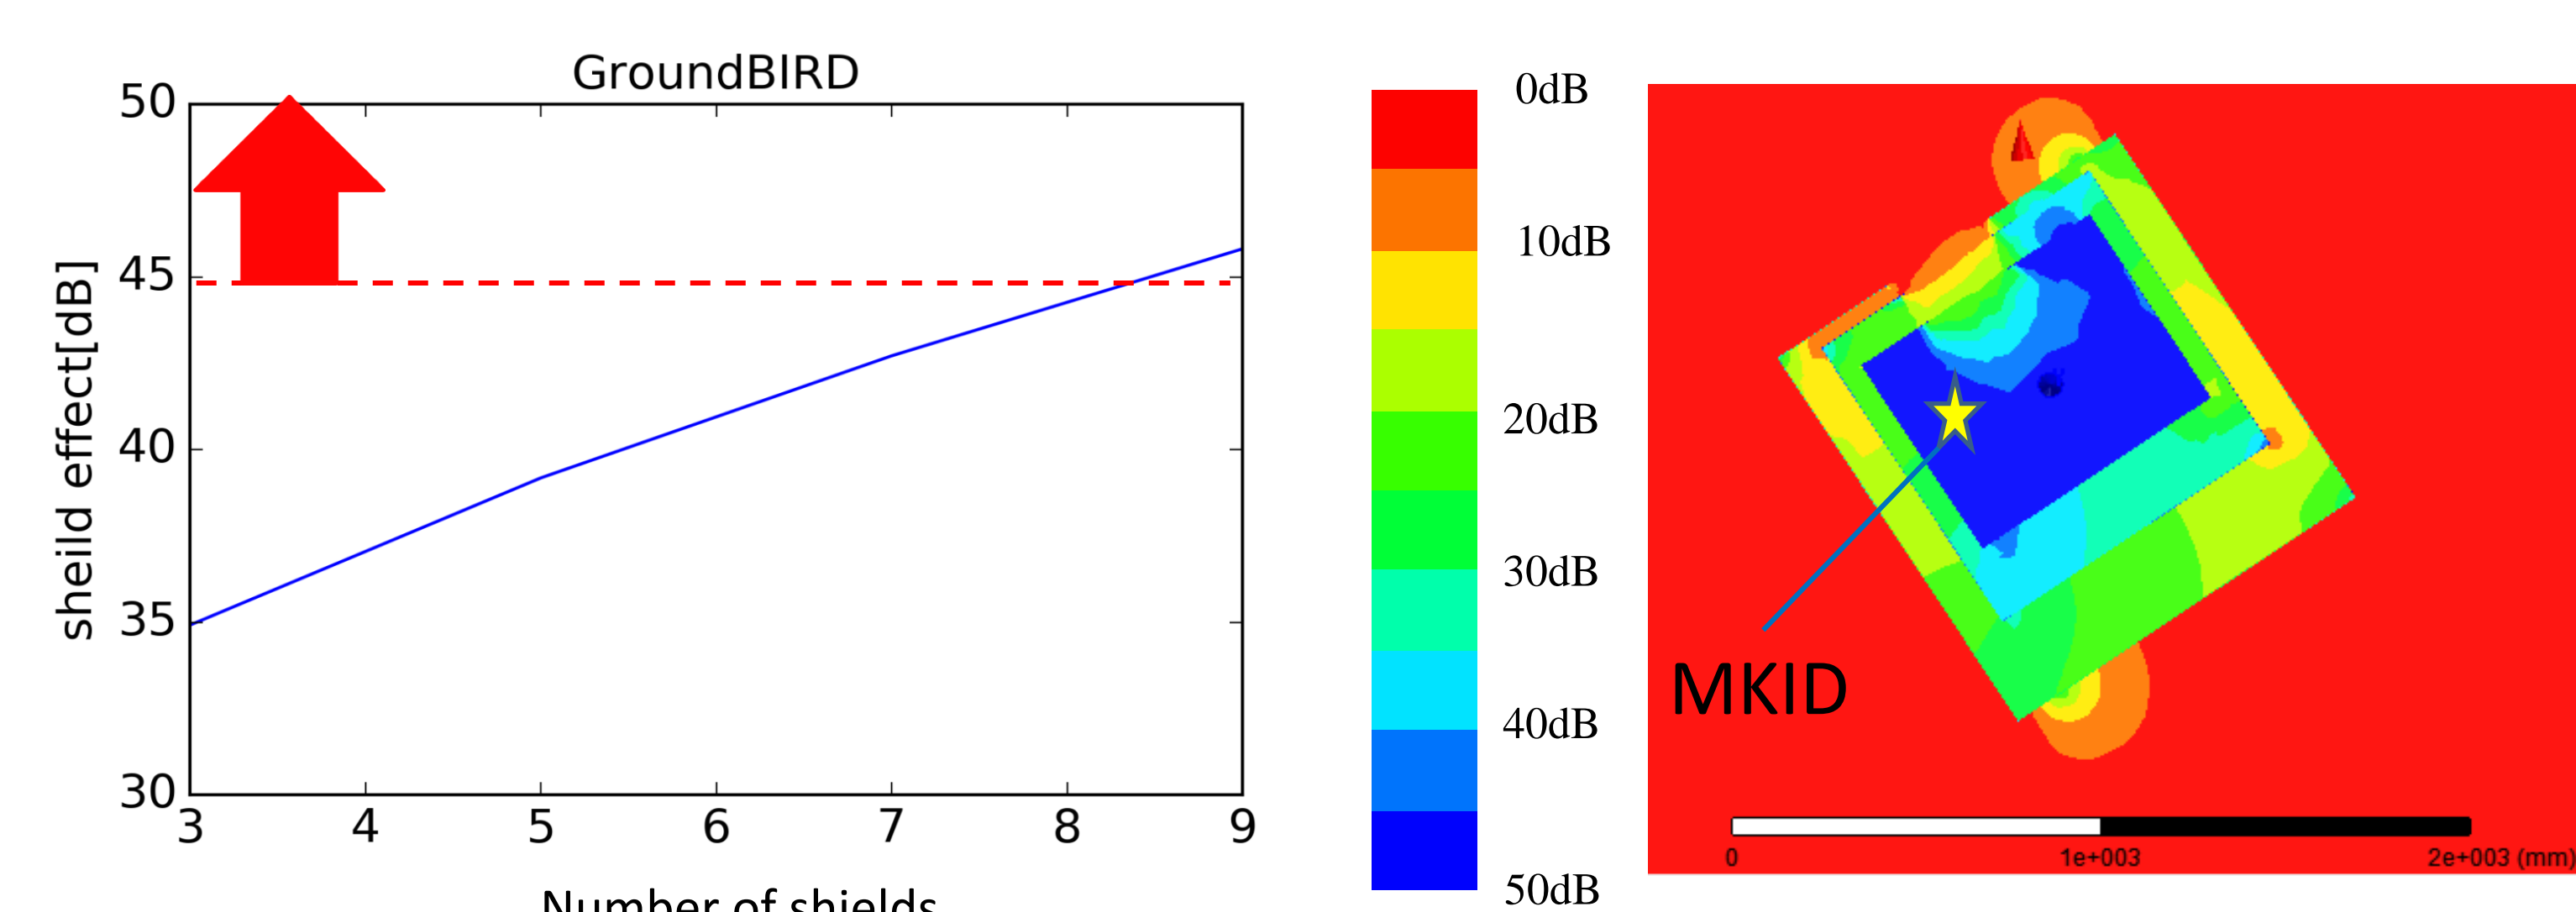 GroundBIRD
50
45
40
35
30
sheild effect[dB]
3 4 5 6 7 8 9
Number of shields
0dB
10dB
20dB
30dB
40dB
50dB
MKID
0 1e+003 2e+003 (mm)